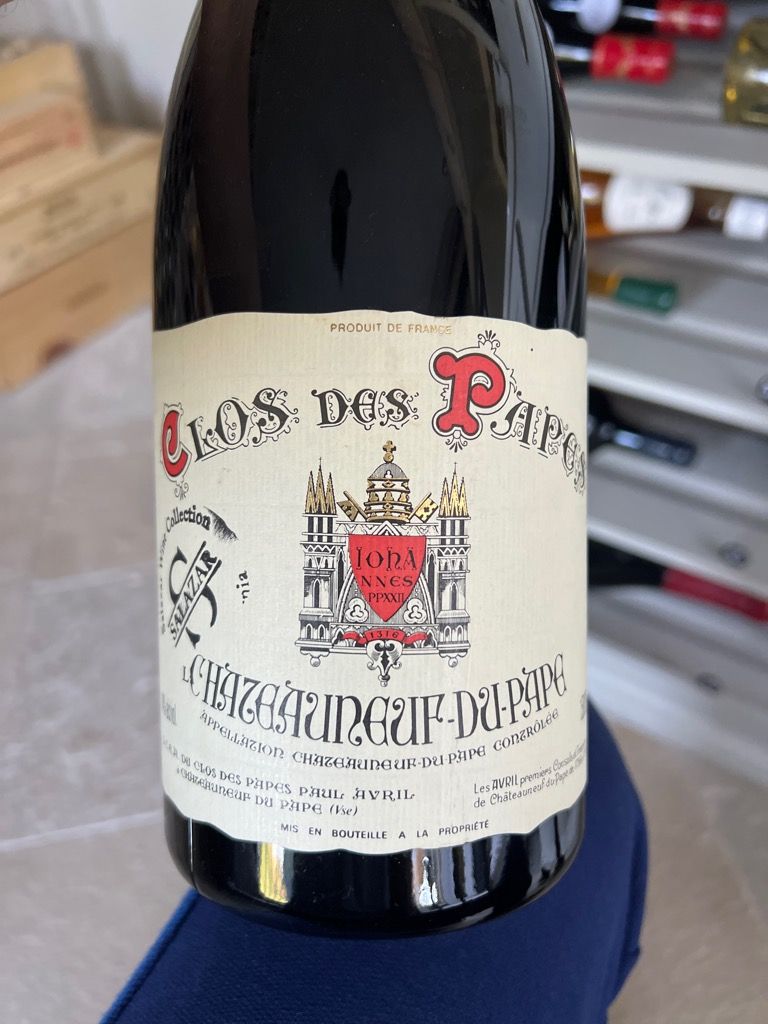 PRODUIT DE FRANCE
CLOS DES PAPES
Wine Collection
SALAZAR
IOHA
NNES
PPXXII
1316
CHATEAUNEUF-DU-PAPE
APPELLATION CHATEAUNEUF-DU-PAPE CONTRÔLÉE
DU CLOS DES PAPES PAUL AVRIL
CHATEAUNEUF DU PAPE (Vse)
Les AVRIL premiers
de Châteauneuf du Pape de
MIS EN BOUTEILLE A LA PROPRIÉTÉ